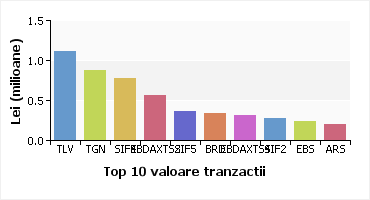 Lei (milioane)
1.5
1.0
0.5
0.0
TLV TGN SIF5 BRD SIF2 EBS ARS
Top 10 valoare tranzactii